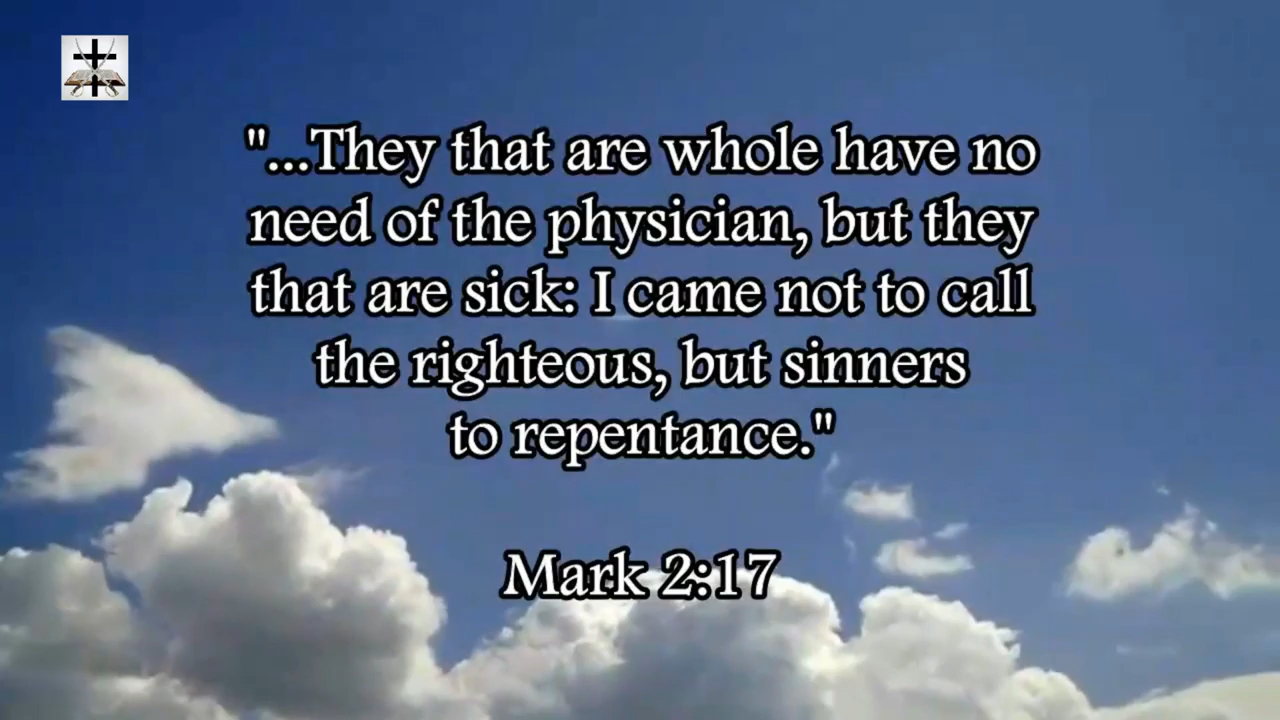 "...They that are whole have no
need of the physician, but they
that are sick: I came not to call
the righteous, but sinners
to repentance."
Mark 2:17